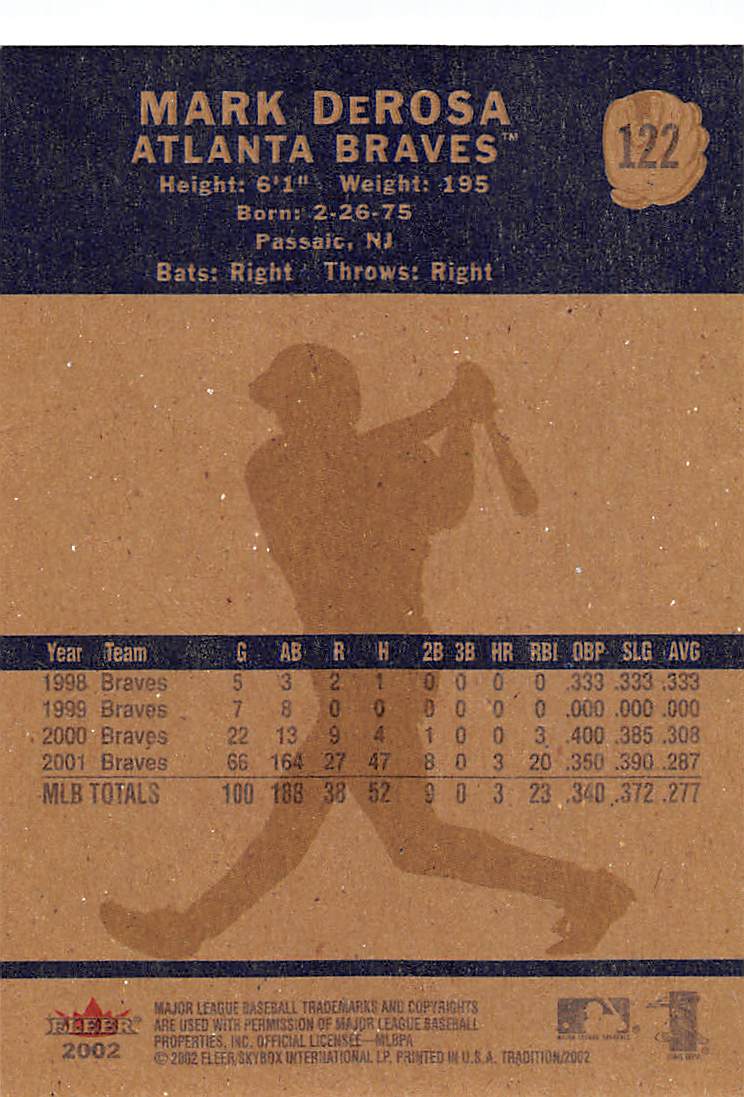 MARK DeROSA
122
ATLANTA BRAVES™
Height: 6'1" Weight: 195
Born: 2-26-75
Passaic, NJ
Bats: Right Throws: Right
Year Team G AB R H 2B 3B HR RBI OBP SLG AVG
1998 Braves 5 3 2 1 0 0 0 0 .333 .333 .333
1999 Braves 7 8 0 0 0 0 0 0 .000 .000 .000
2000 Braves 22 13 9 4 1 0 0 3 .400 .385 .308
2001 Braves 66 164 27 47 8 0 3 20 .350 .390 .287
MLB TOTALS 100 188 38 52 9 0 3 23 .340 .372 .277
FLEER®
2002
MAJOR LEAGUE BASEBALL TRADEMARKS AND COPYRIGHTS
ARE USED WITH PERMISSION OF MAJOR LEAGUE BASEBALL
PROPERTIES, INC. OFFICIAL LICENSEE—MLBPA
© 2002 FLEER/SKYBOX INTERNATIONAL LP. PRINTED IN U.S.A. TRADITION/2002